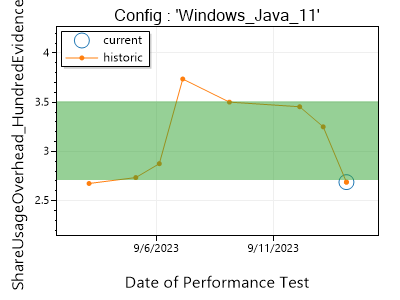 Config : 'Windows_Java_11'
ShareUsageOverhead_HundredEvidence
current
historic
4
3.5
3
2.5
9/6/2023
9/11/2023
Date of Performance Test